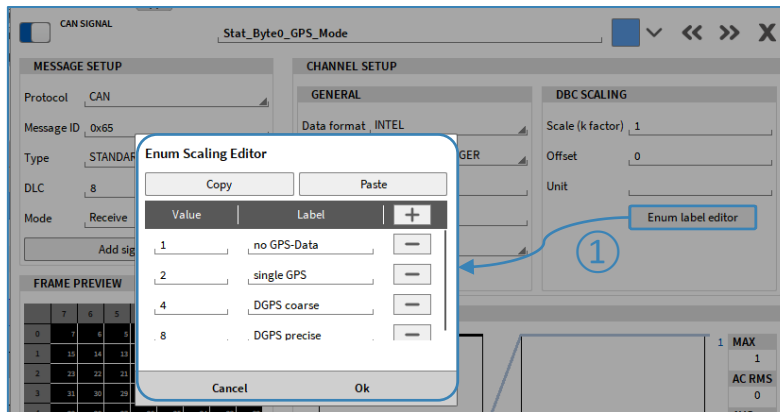 CAN SIGNAL
Stat_Byte0_GPS_Mode
MESSAGE SETUP
Protocol CAN
Message ID 0x65
Type STANDAR
DLC 8
Mode Receive
Add sig
FRAME PREVIEW
7 6 5
0 7 6 5
1 15 14 13
2 23 22 21
3 31 30 29
CHANNEL SETUP
GENERAL
Data format INTEL
GER
DBC SCALING
Scale (k factor) 1
Offset 0
Unit
Enum label editor
1
Enum Scaling Editor
Copy Paste
Value Label +
1 no GPS-Data −
2 single GPS −
4 DGPS coarse −
8 DGPS precise −
Cancel Ok
1 MAX
1
AC RMS
0